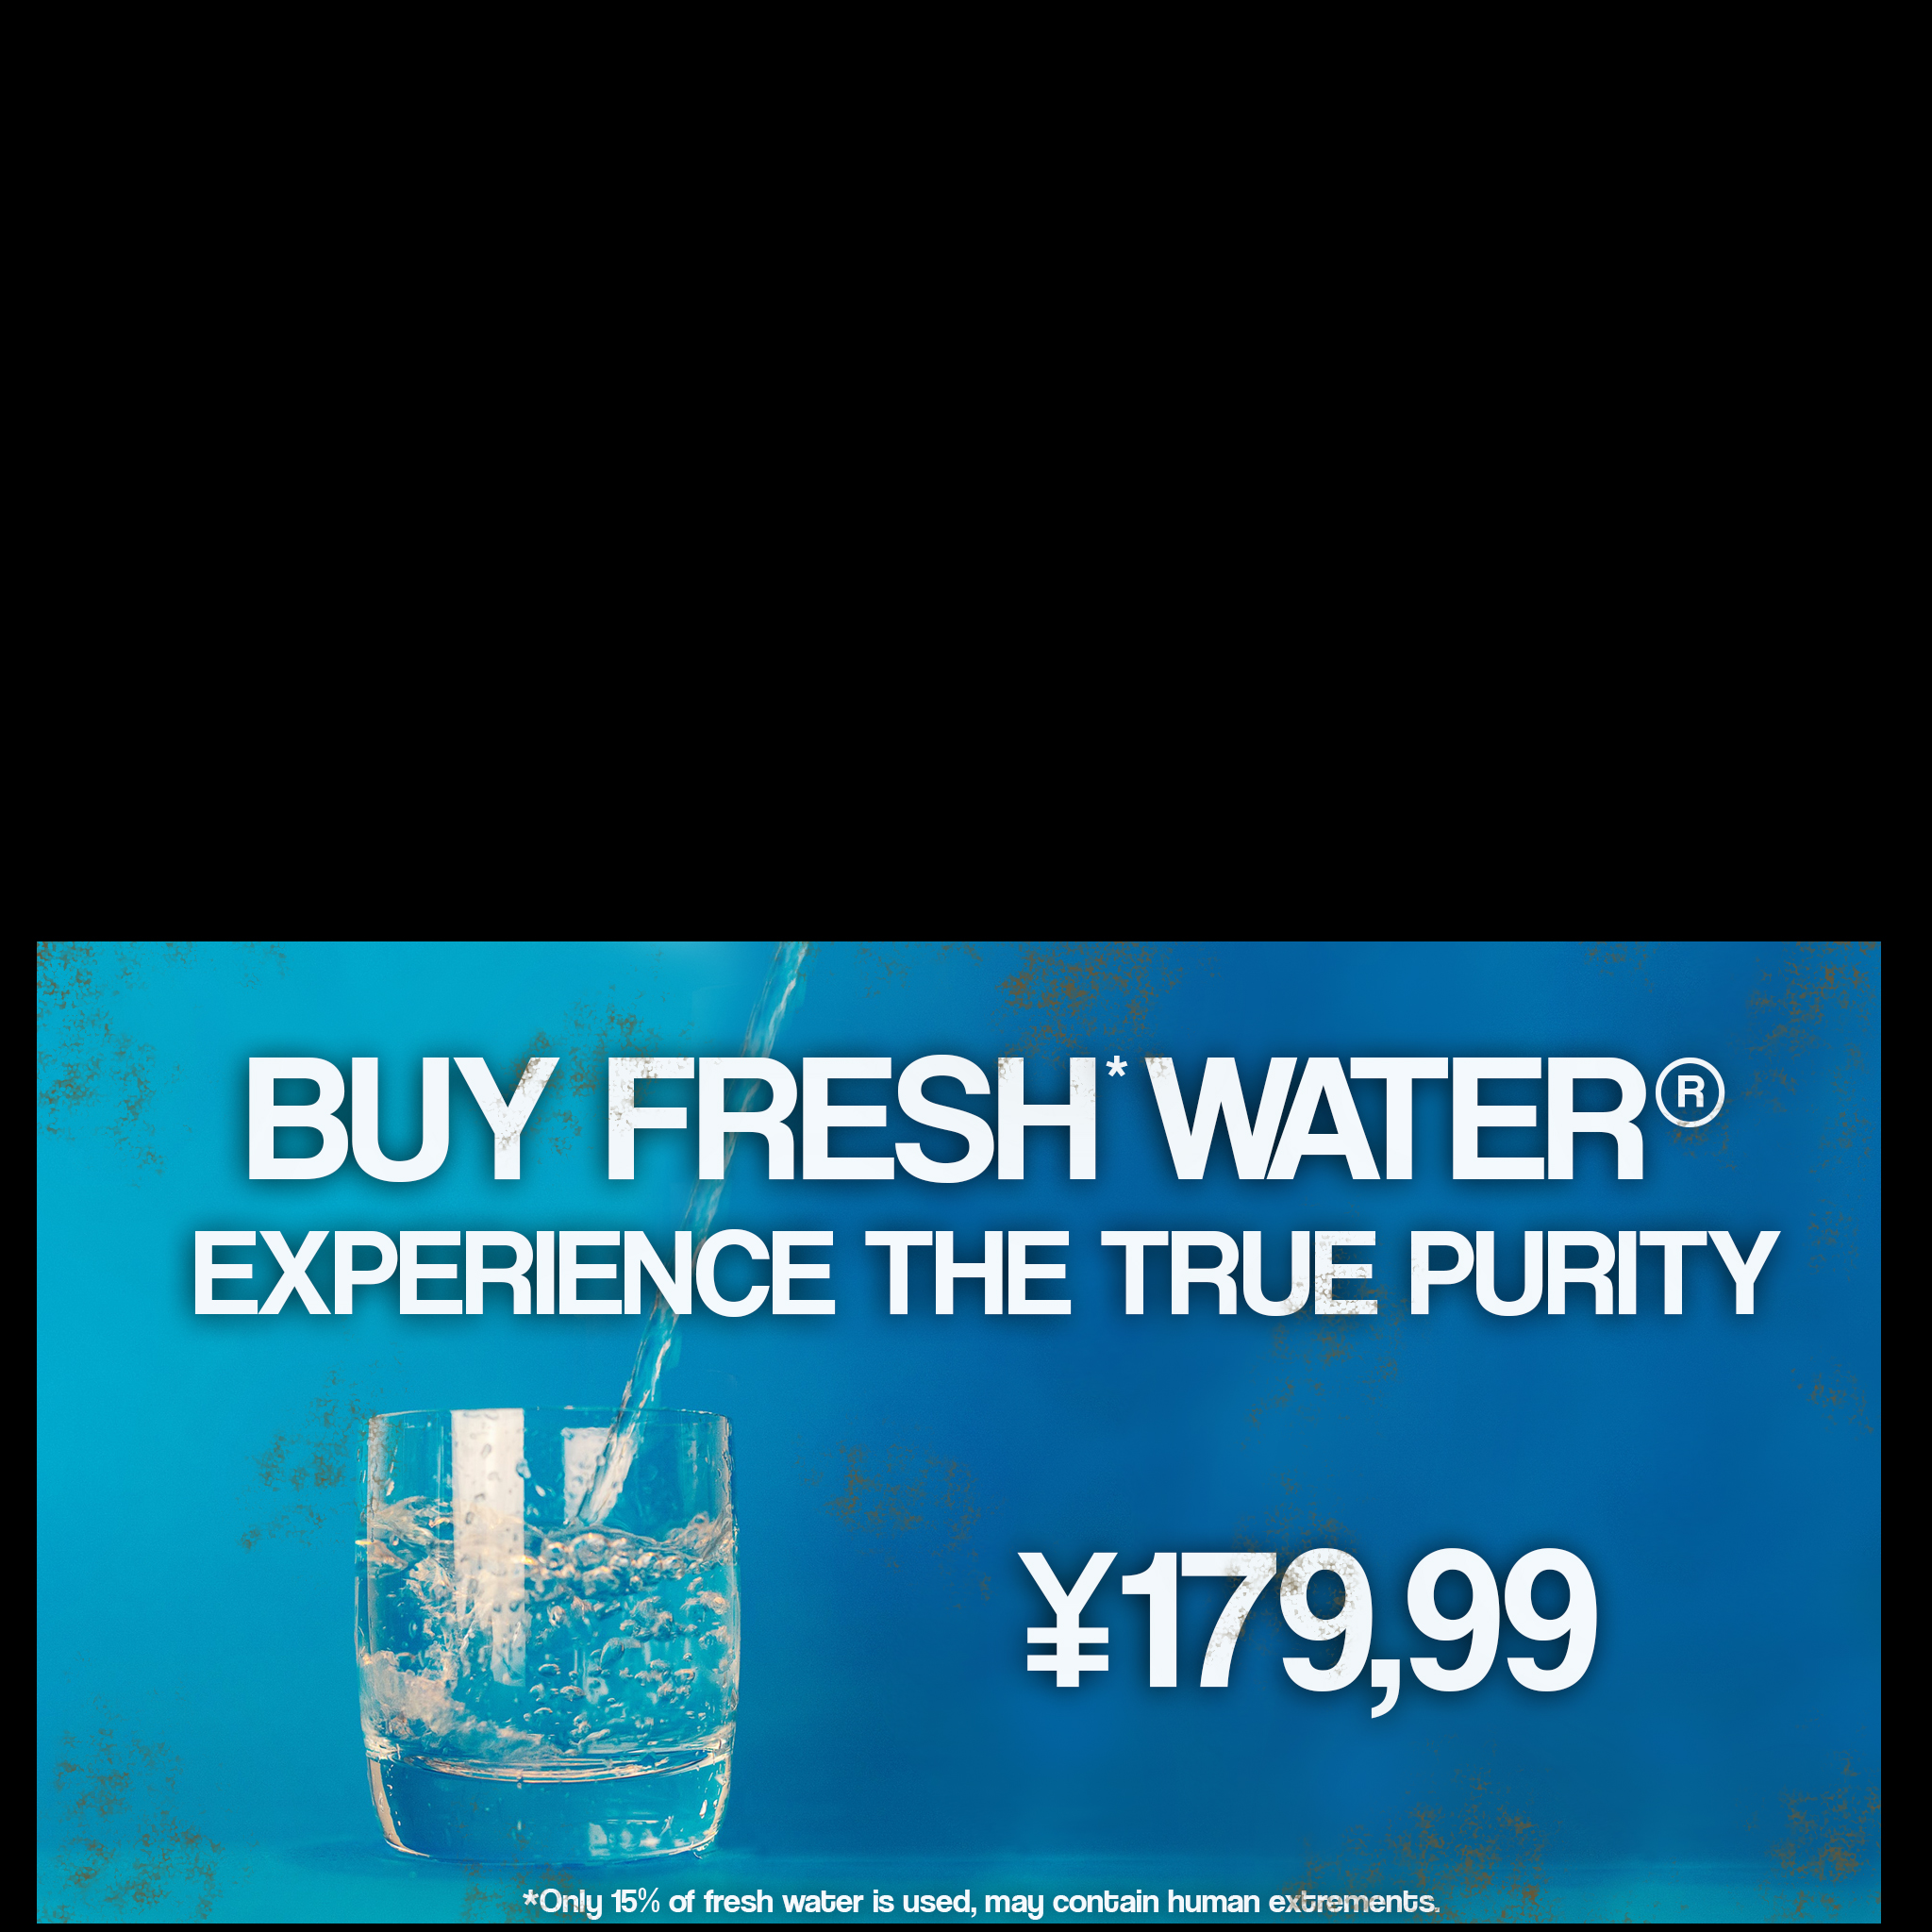 BUY FRESH* WATER®
EXPERIENCE THE TRUE PURITY
¥179,99
*Only 15% of fresh water is used, may contain human extrements.